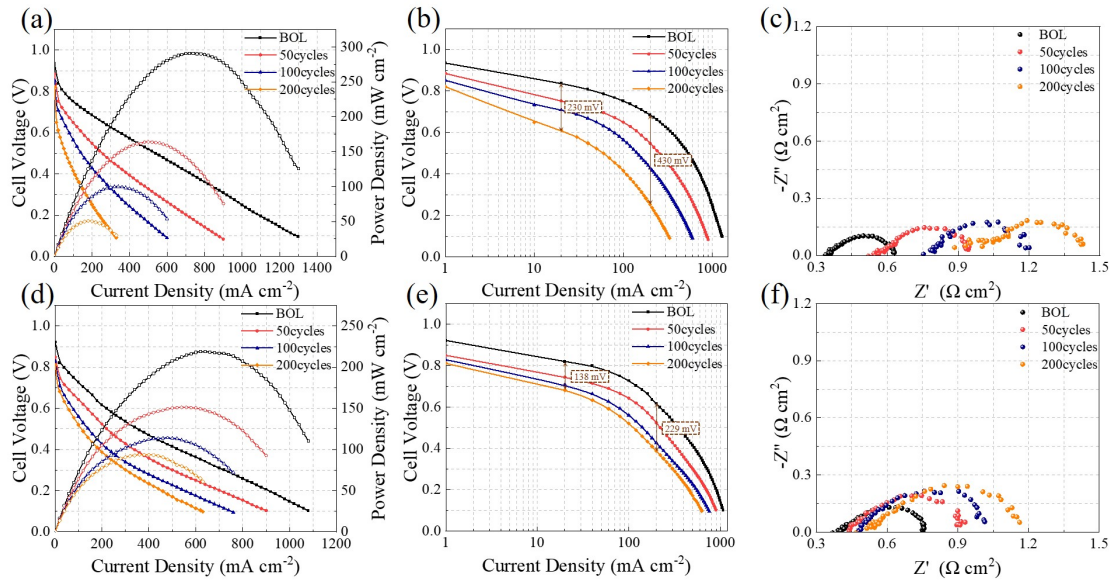 (a)
BOL
50cycles
100cycles
200cycles
Cell Voltage (V)
1.0
0.8
0.6
0.4
0.2
0.0
Power Density (mW cm-2)
300
250
200
150
100
50
0
0 200 400 600 800 1000 1200 1400
Current Density (mA cm-2)
(b)
BOL
50cycles
100cycles
200cycles
230 mV
430 mV
Cell Voltage (V)
1.0
0.8
0.6
0.4
0.2
0.0
1 10 100 1000
Current Density (mA cm-2)
(c)
BOL
50cycles
100cycles
200cycles
-Z" (Ω cm2)
1.2
0.9
0.6
0.3
0.0
0.3 0.6 0.9 1.2 1.5
Z' (Ω cm2)
(d)
BOL
50cycles
100cycles
200cycles
Cell Voltage (V)
1.0
0.8
0.6
0.4
0.2
0.0
Power Density (mW cm-2)
250
200
150
100
50
0
0 200 400 600 800 1000 1200
Current Density (mA cm-2)
(e)
BOL
50cycles
100cycles
200cycles
138 mV
229 mV
Cell Voltage (V)
1.0
0.8
0.6
0.4
0.2
0.0
1 10 100 1000
Current Density (mA cm-2)
(f)
BOL
50cycles
100cycles
200cycles
-Z" (Ω cm2)
1.2
0.9
0.6
0.3
0.0
0.3 0.6 0.9 1.2 1.5
Z' (Ω cm2)